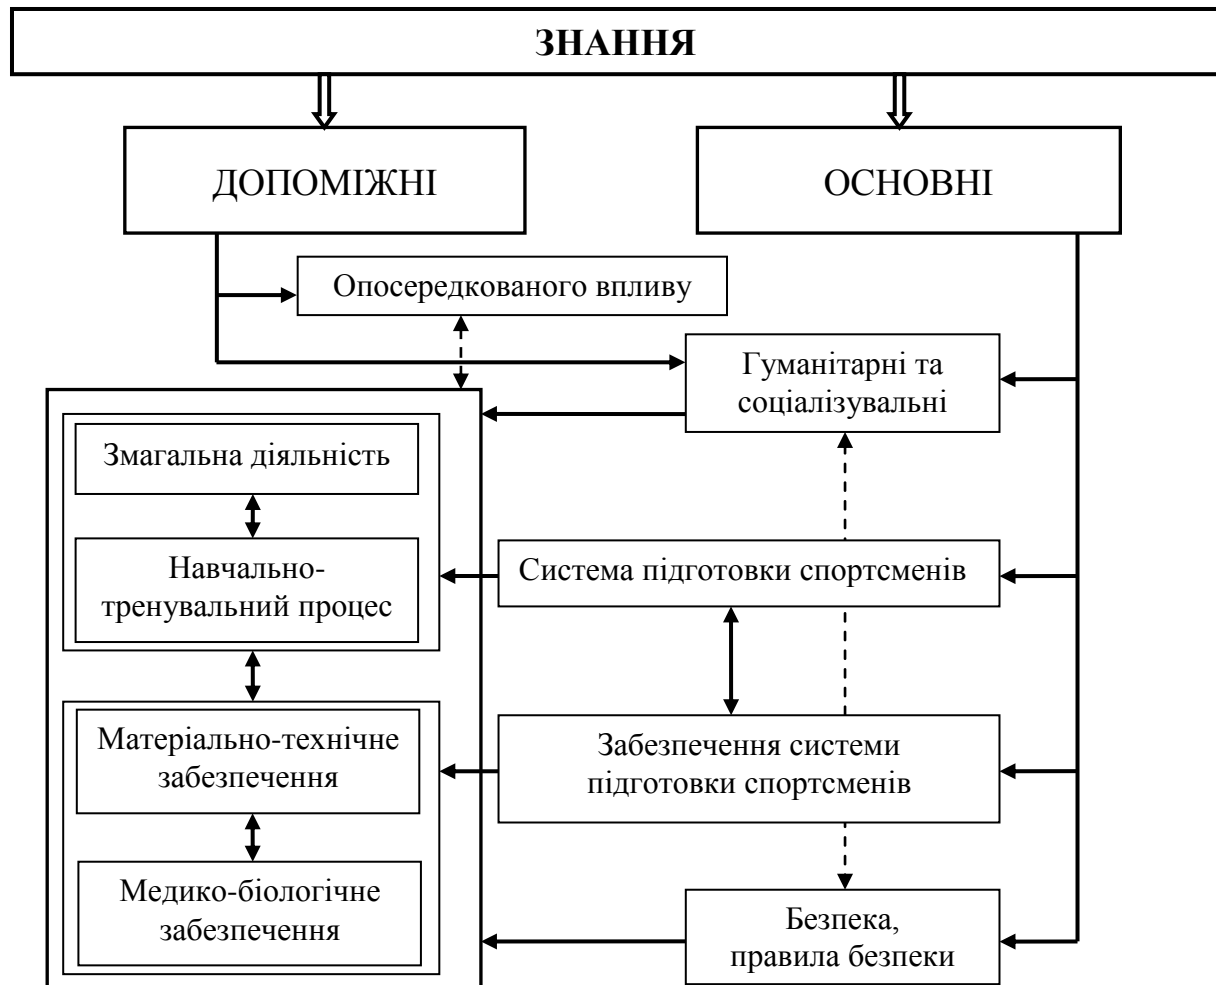 ЗНАННЯ
ДОПОМІЖНІ
ОСНОВНІ
Опосередкованого впливу
Гуманітарні та
соціалізувальні
Змагальна діяльність
Навчально-
тренувальний процес
Система підготовки спортсменів
Матеріально-технічне
забезпечення
Забезпечення системи
підготовки спортсменів
Медико-біологічне
забезпечення
Безпека,
правила безпеки